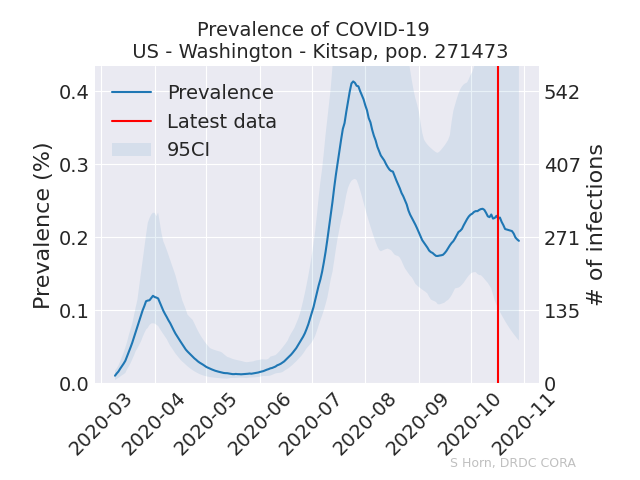 Prevalence of COVID-19
US - Washington - Kitsap, pop. 271473
Prevalence
Latest data
95CI
Prevalence (%)
0.4
0.3
0.2
0.1
0.0
542
407
271
135
0
# of infections
2020-03
2020-04
2020-05
2020-06
2020-07
2020-08
2020-09
2020-10
2020-11
S Horn, DRDC CORA